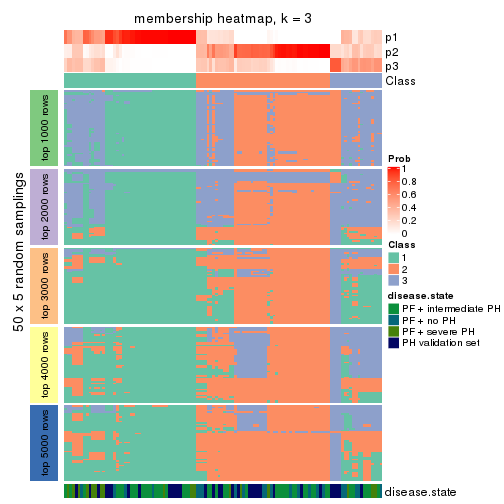 membership heatmap, k = 3
p1
p2
p3
Class
50 x 5 random samplings
top 1000 rows
top 2000 rows
top 3000 rows
top 4000 rows
top 5000 rows
Prob
1
0.8
0.6
0.4
0.2
0
Class
1
2
3
disease.state
PF + intermediate PH
PF + no PH
PF + severe PH
PH validation set
disease.state